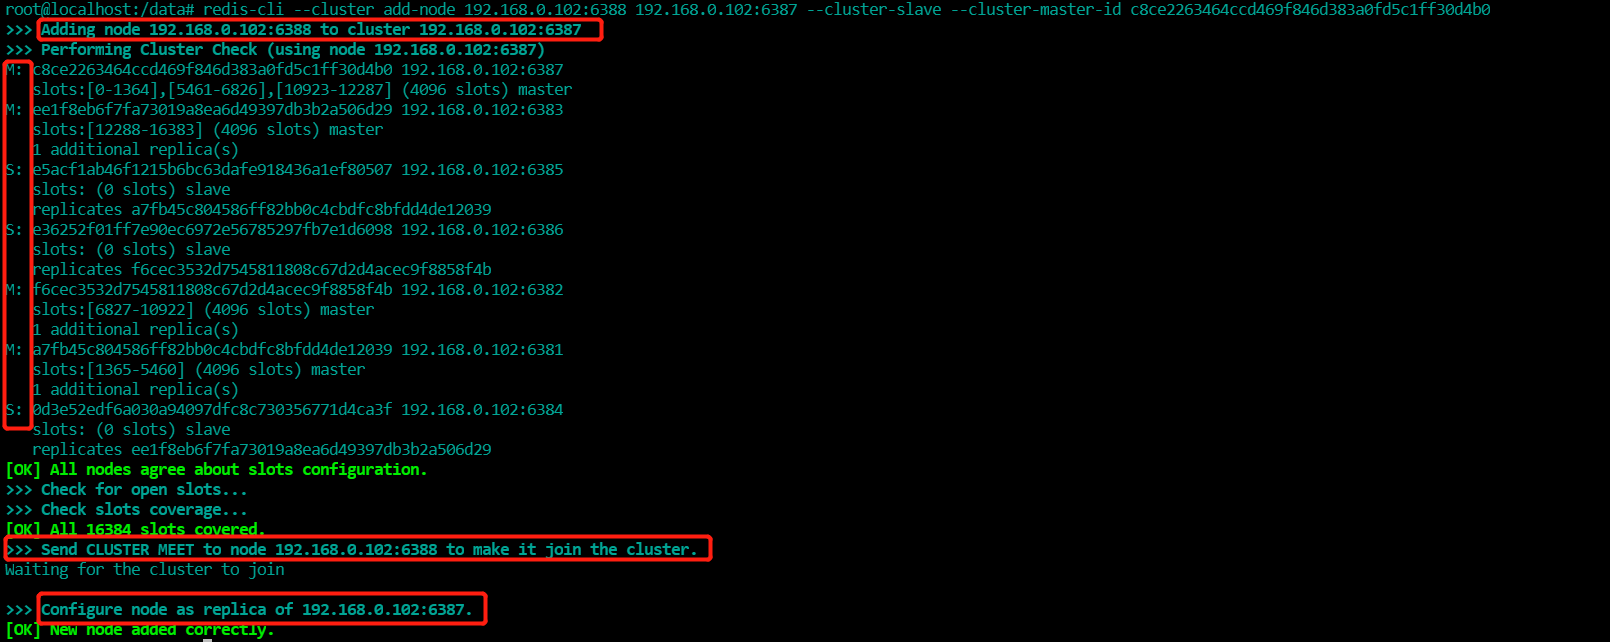 root@localhost:/data# redis-cli --cluster add-node 192.168.0.102:6388 192.168.0.102:6387 --cluster-slave --cluster-master-id c8ce2263464ccd469f846d383a0fd5c1ff30d4b0
>>> Adding node 192.168.0.102:6388 to cluster 192.168.0.102:6387
>>> Performing Cluster Check (using node 192.168.0.102:6387)
M: c8ce2263464ccd469f846d383a0fd5c1ff30d4b0 192.168.0.102:6387
slots:[0-1364],[5461-6826],[10923-12287] (4096 slots) master
M: ee1f8eb6f7fa73019a8ea6d49397db3b2a506d29 192.168.0.102:6383
slots:[12288-16383] (4096 slots) master
1 additional replica(s)
S: e5acf1ab46f1215b6bc63dafe918436a1ef80507 192.168.0.102:6385
slots: (0 slots) slave
replicates a7fb45c804586ff82bb0c4cbdfc8bfdd4de12039
S: e36252f01ff7e90ec6972e56785297fb7e1d6098 192.168.0.102:6386
slots: (0 slots) slave
replicates f6cec3532d7545811808c67d2d4acec9f8858f4b
M: f6cec3532d7545811808c67d2d4acec9f8858f4b 192.168.0.102:6382
slots:[6827-10922] (4096 slots) master
1 additional replica(s)
M: a7fb45c804586ff82bb0c4cbdfc8bfdd4de12039 192.168.0.102:6381
slots:[1365-5460] (4096 slots) master
1 additional replica(s)
S: 0d3e52edf6a030a94097dfc8c730356771d4ca3f 192.168.0.102:6384
slots: (0 slots) slave
replicates ee1f8eb6f7fa73019a8ea6d49397db3b2a506d29
[OK] All nodes agree about slots configuration.
>>> Check for open slots...
>>> Check slots coverage...
[OK] All 16384 slots covered.
>>> Send CLUSTER MEET to node 192.168.0.102:6388 to make it join the cluster.
Waiting for the cluster to join
>>> Configure node as replica of 192.168.0.102:6387.
[OK] New node added correctly.